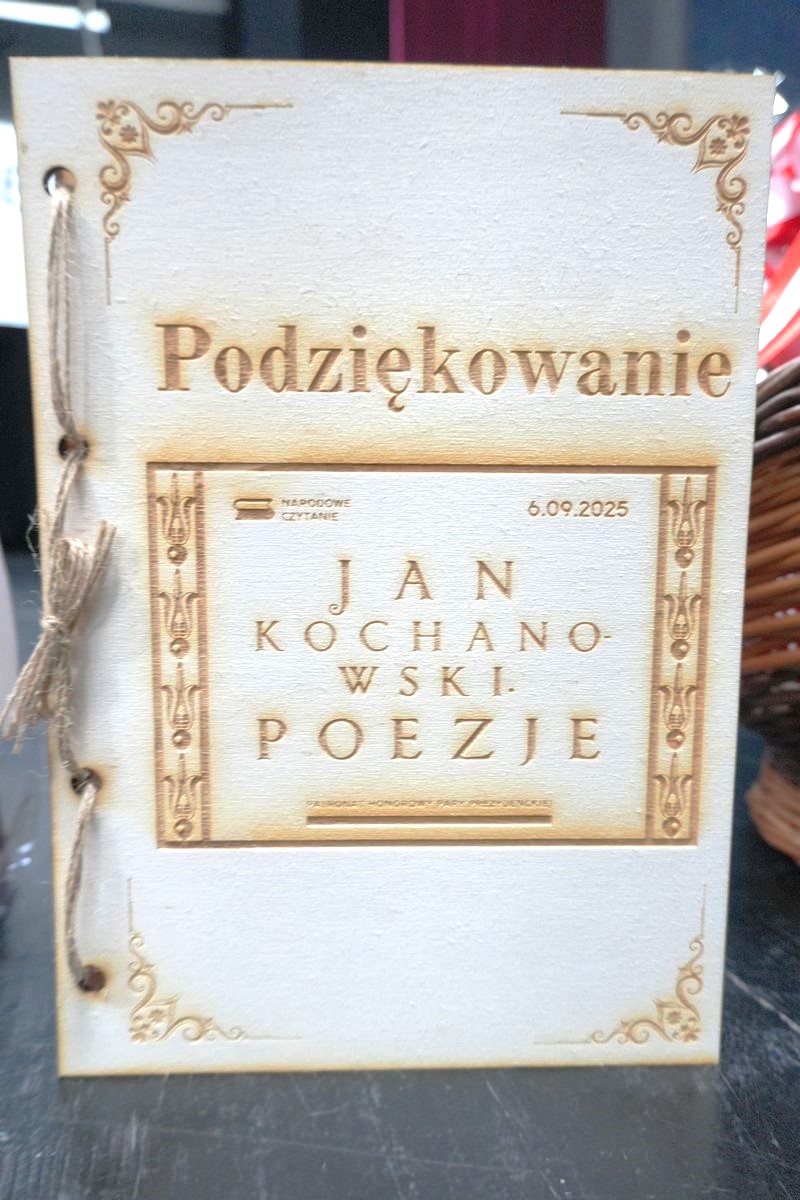 Podziękowanie
NARODOWE
CZYTANIE
6.09.2025
JAN
KOCHANO-
WSKI.
POEZJE
PATRONAT HONOROWY PARY PREZYDENCKIEJ